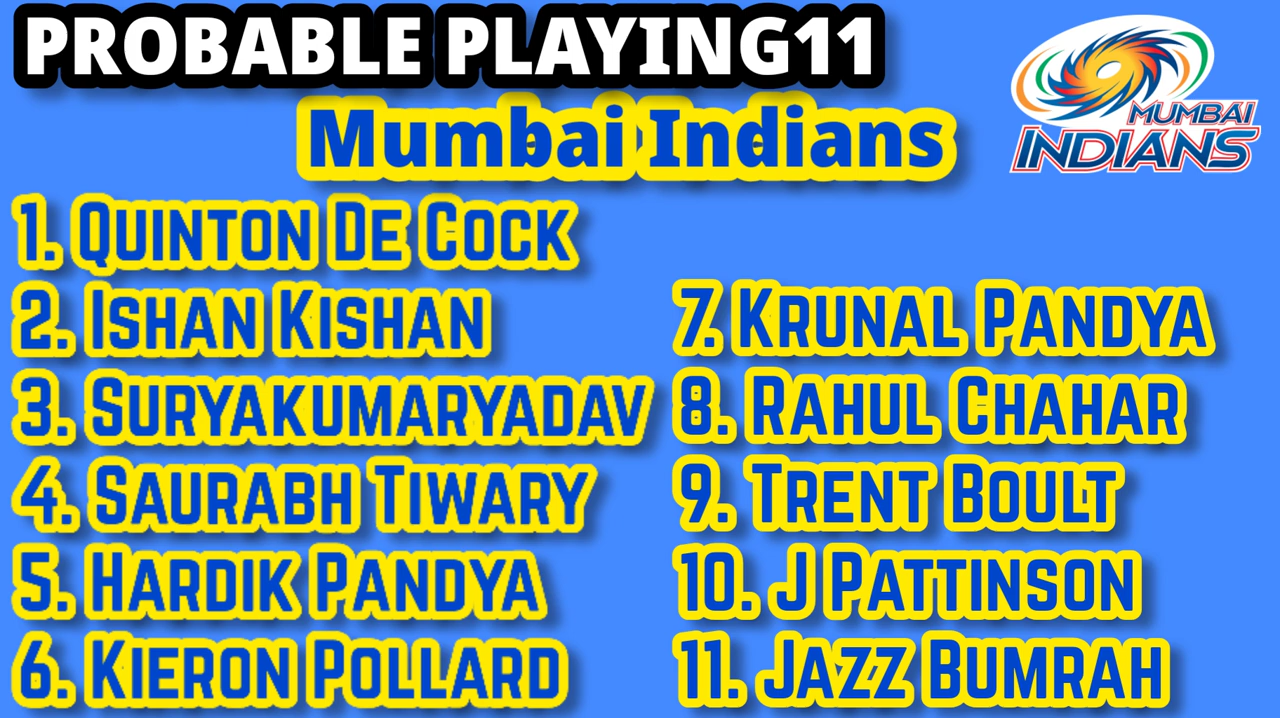 PROBABLE PLAYING11
Mumbai Indians
MUMBAI
INDIANS
1. QUINTON DE COCK
2. ISHAN KISHAN
3. SURYAKUMARYADAV
4. SAURABH TIWARY
5. HARDIK PANDYA
6. KIERON POLLARD
7. KRUNAL PANDYA
8. RAHUL CHAHAR
9. TRENT BOULT
10. J PATTINSON
11. JAZZ BUMRAH